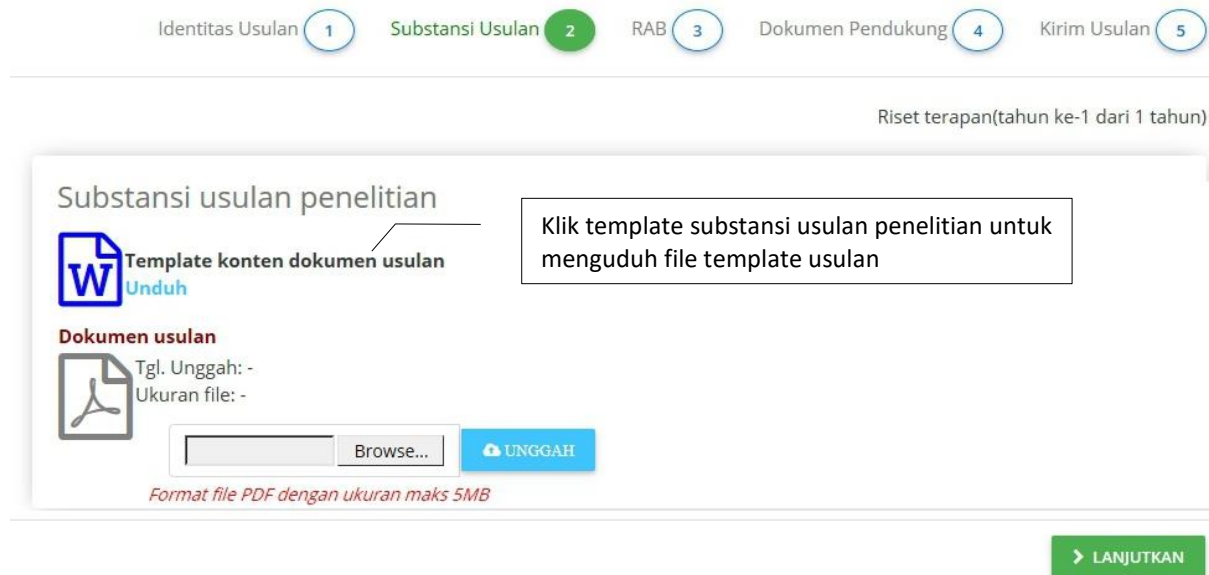 Identitas Usulan 1 Substansi Usulan 2 RAB 3 Dokumen Pendukung 4 Kirim Usulan 5
Riset terapan(tahun ke-1 dari 1 tahun)
Substansi usulan penelitian
Klik template substansi usulan penelitian untuk
menguduh file template usulan
W
Template konten dokumen usulan
Unduh
Dokumen usulan
Tgl. Unggah: -
Ukuran file: -
Browse... UNGGAH
Format file PDF dengan ukuran maks 5MB
> LANJUTKAN